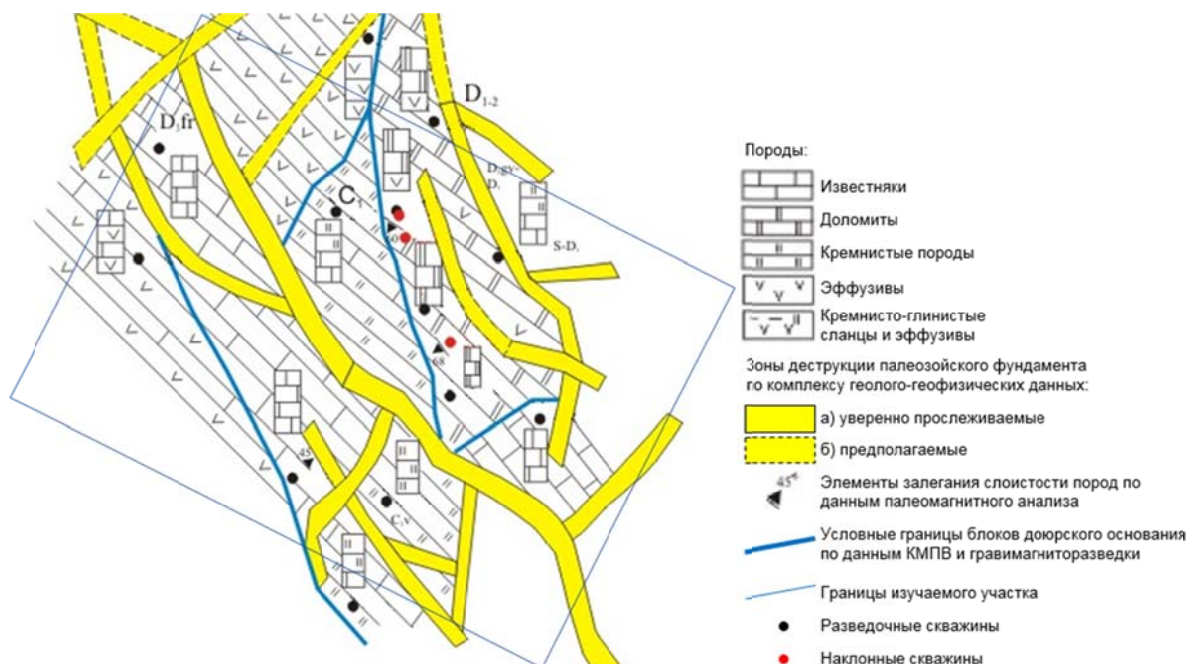 D₁₋₂
D₃fr
D₂gv-
D₃
C₁
S-D₁
60
68
45
C₁v
Породы:
Известняки
Доломиты
Кремнистые породы
Эффузивы
Кремнисто-глинистые
сланцы и эффузивы
Зоны деструкции палеозойского фундамента
го комплексу геолого-геофизических данных:
а) уверенно прослеживаемые
б) предполагаемые
45°
Элементы залегания слоистости пород по
данным палеомагнитного анализа
Условные границы блоков доюрского основания
по данным КМПВ и гравимагниторазведки
Границы изучаемого участка
Разведочные скважины
Наклонные скважины